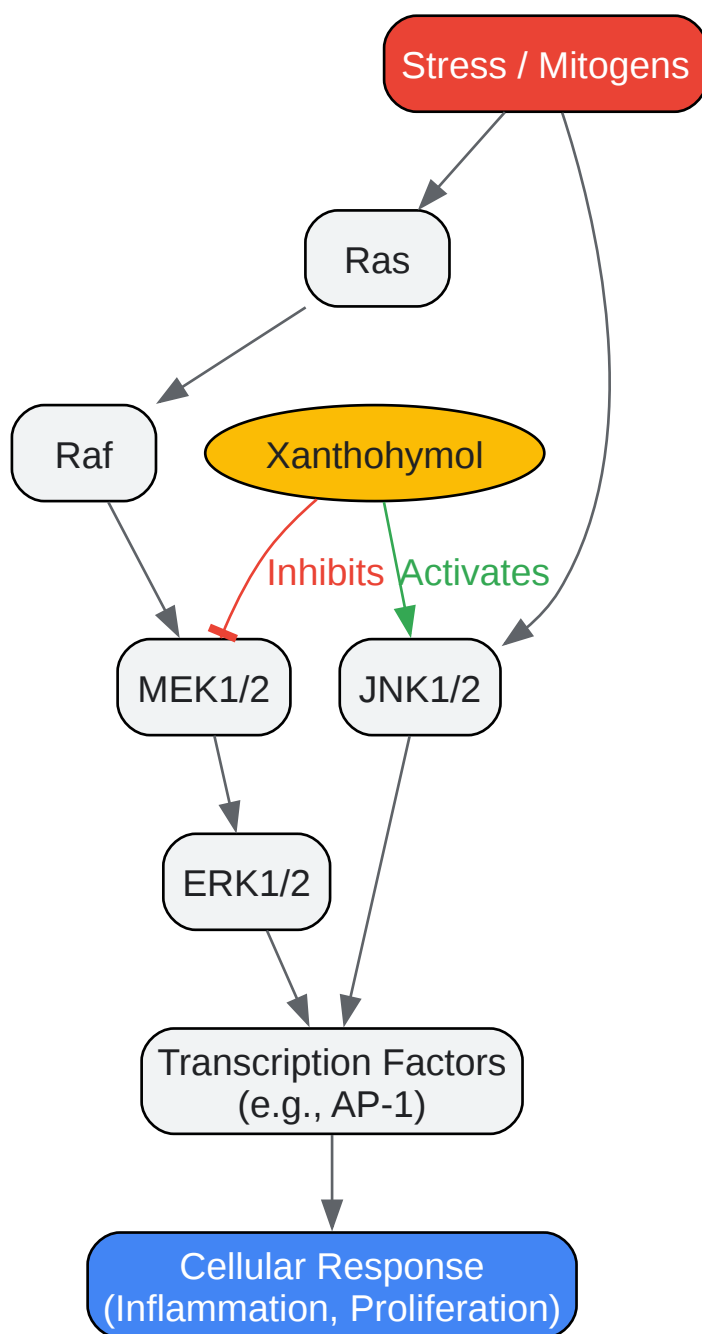 Stress / Mitogens
Ras
Raf
Xanthohymol
Inhibits
Activates
MEK1/2
JNK1/2
ERK1/2
Transcription Factors
(e.g., AP-1)
Cellular Response
(Inflammation, Proliferation)